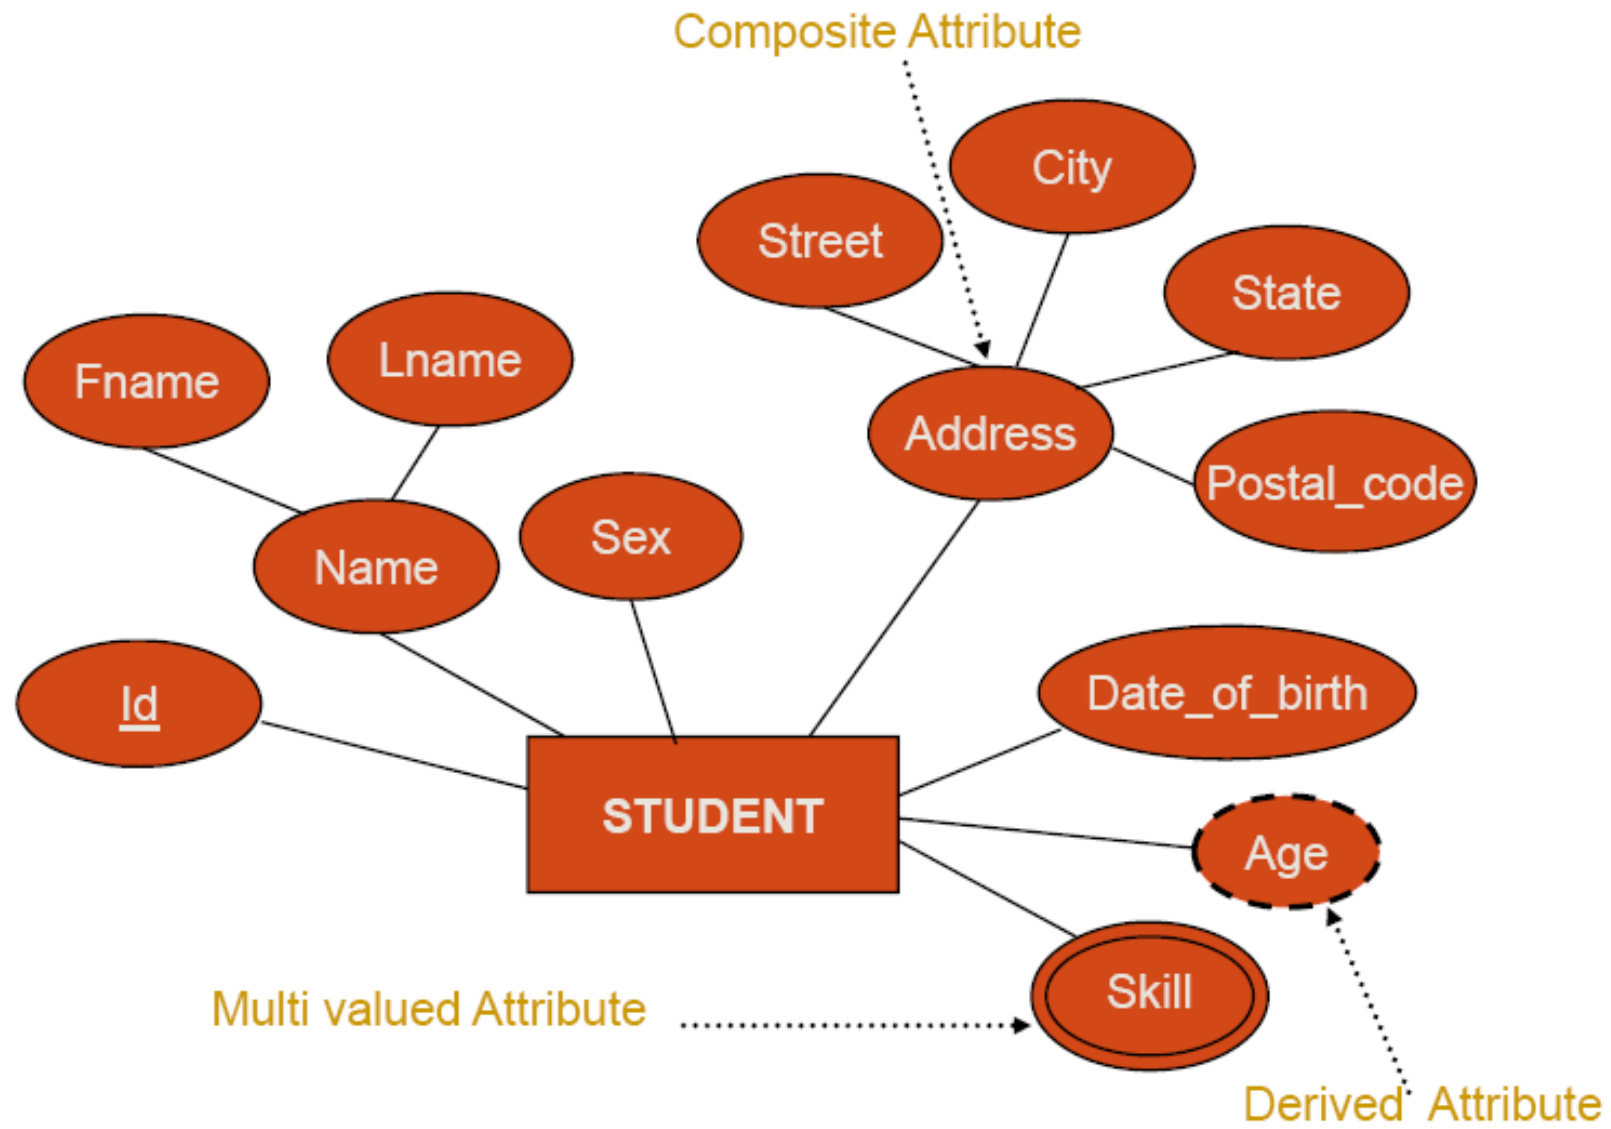 Composite Attribute
City
Street
State
Lname
Fname
Address
Postal_code
Sex
Name
Date_of_birth
Id
STUDENT
Age
Skill
Multi valued Attribute
Derived Attribute